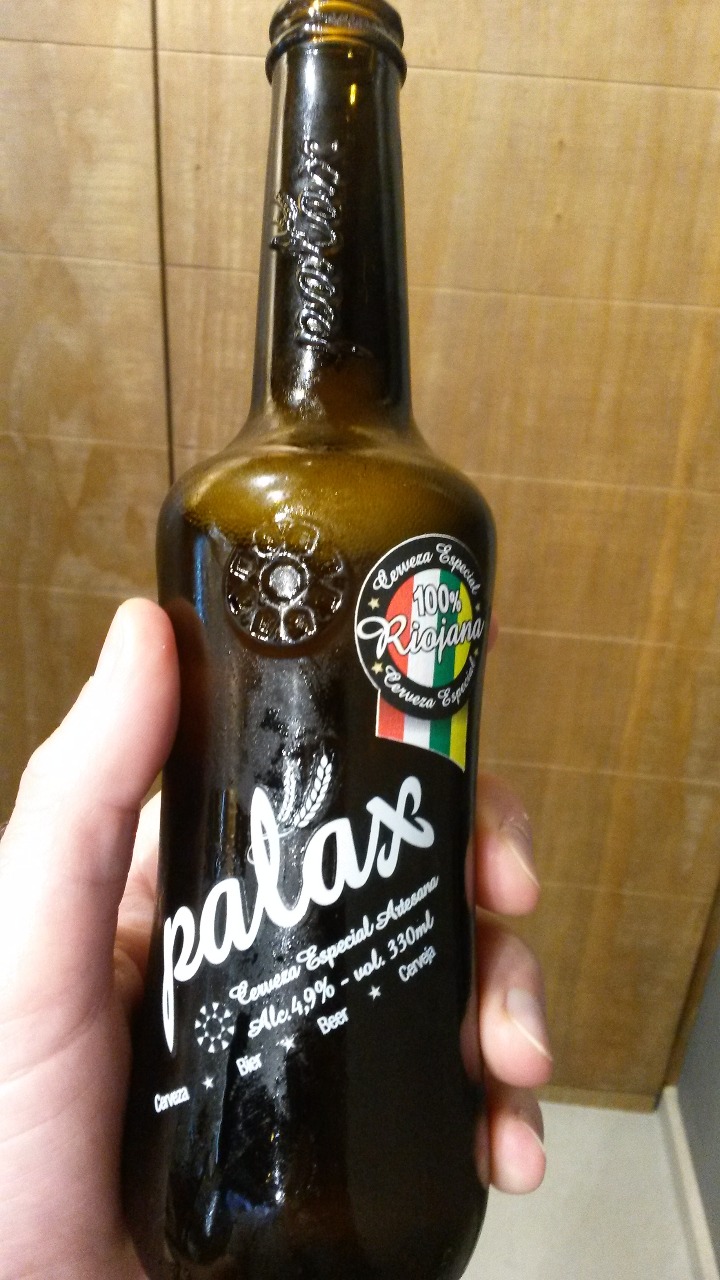 Cerveza Especial
100%
Riojana
Cerveza Especial
palax
Cerveza Especial Artesana
Alc. 4,9% - vol. 330ml
Cerveza ★ Bier ★ Beer ★ Cerveja